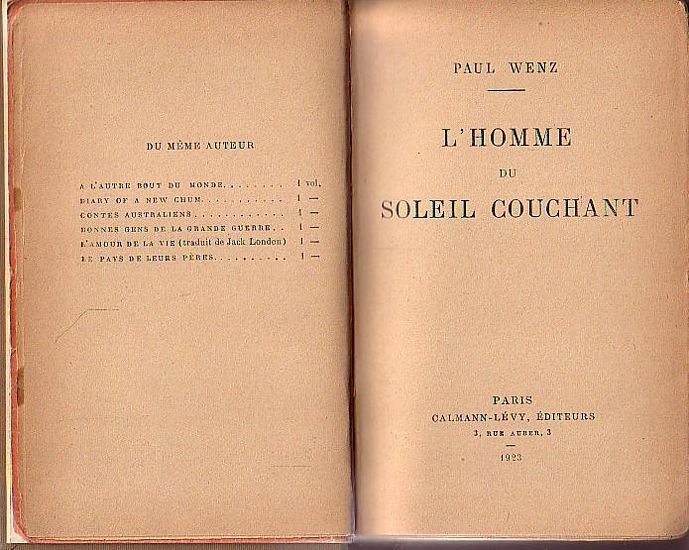 DU MÊME AUTEUR
A L'AUTRE BOUT DU MONDE........ 1 vol.
DIARY OF A NEW CHUM........... 1 —
CONTES AUSTRALIENS............ 1 —
BONNES GENS DE LA GRANDE GUERRE.. 1 —
L'AMOUR DE LA VIE (traduit de Jack London) 1 —
LE PAYS DE LEURS PÈRES.......... 1 —
PAUL WENZ
L'HOMME
DU
SOLEIL COUCHANT
PARIS
CALMANN-LÉVY, ÉDITEURS
3, RUE AUBER, 3
1923